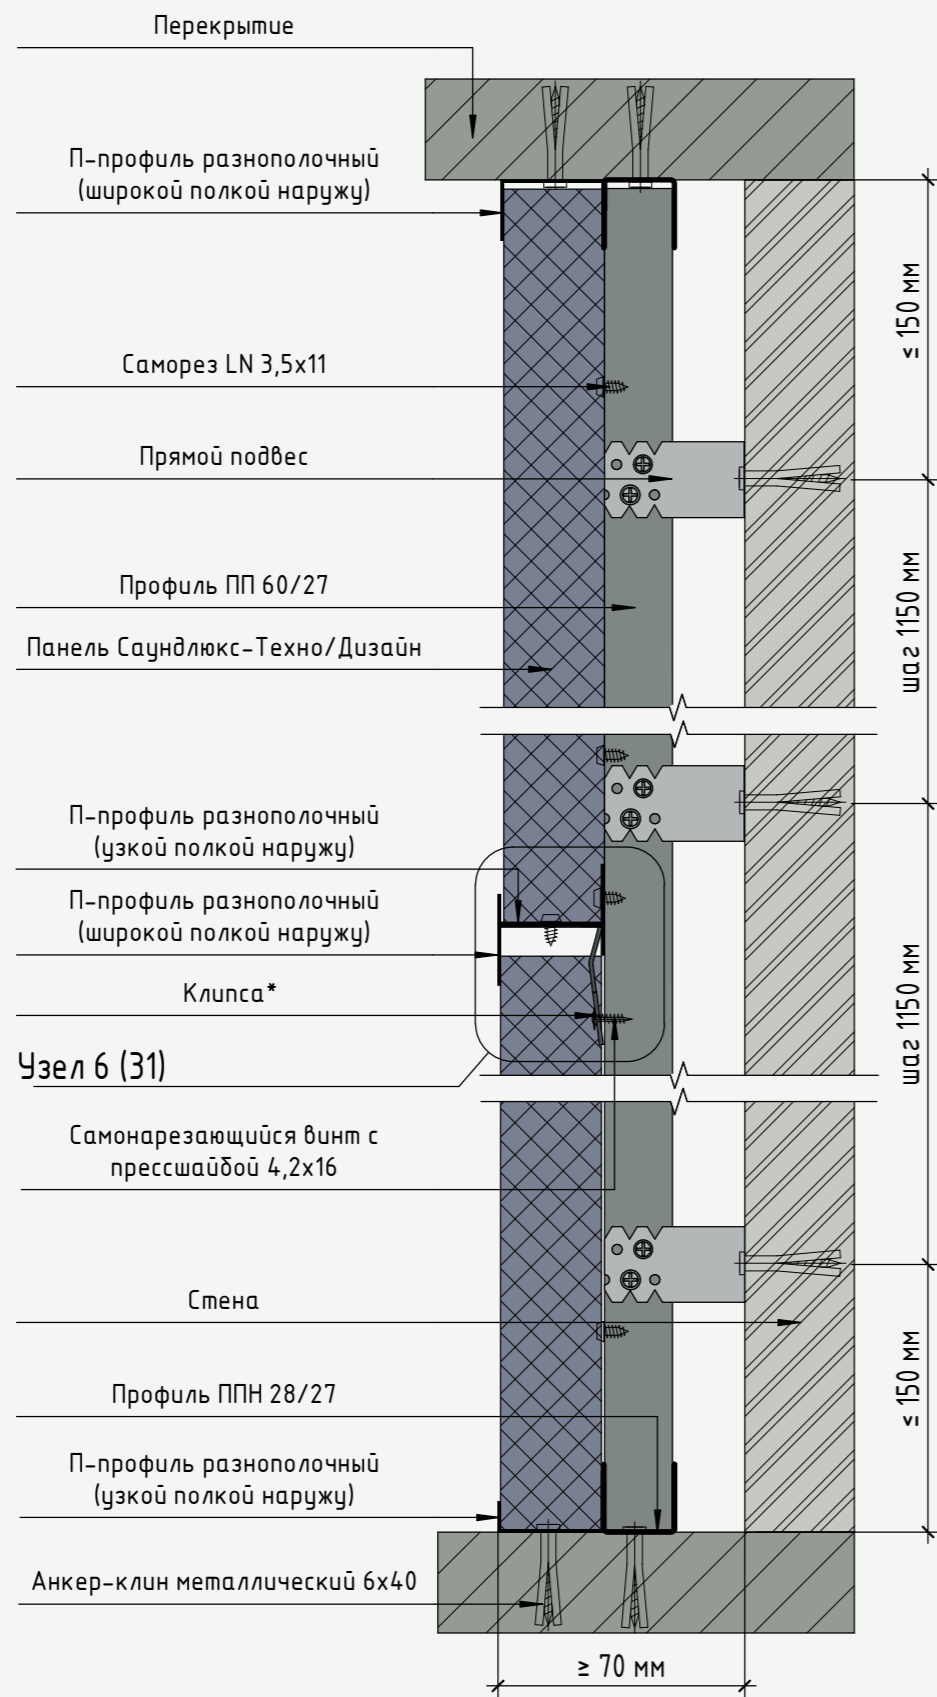 Перекрытие
П-профиль разнополочный
(широкой полкой наружу)
Саморез LN 3,5х11
Прямой подвес
Профиль ПП 60/27
Панель Саундлюкс-Техно/Дизайн
П-профиль разнополочный
(узкой полкой наружу)
П-профиль разнополочный
(широкой полкой наружу)
Клипса*
Узел 6 (31)
Самонарезающийся винт с
прессшайбой 4,2х16
Стена
Профиль ППН 28/27
П-профиль разнополочный
(узкой полкой наружу)
Анкер-клин металлический 6х40
≤ 150 мм
шаг 1150 мм
шаг 1150 мм
≤ 150 мм
≥ 70 мм